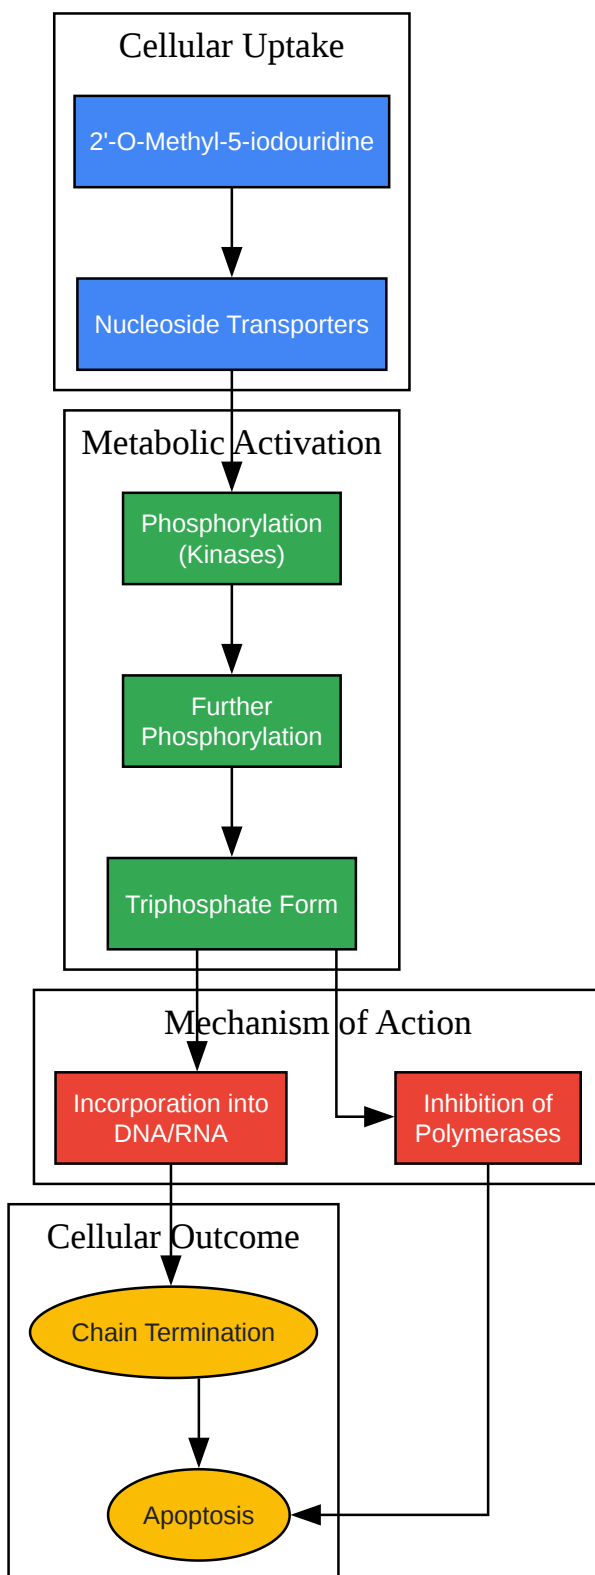 Cellular Uptake
2'-O-Methyl-5-iodouridine
Nucleoside Transporters
Metabolic Activation
Phosphorylation
(Kinases)
Further
Phosphorylation
Triphosphate Form
Mechanism of Action
Incorporation into
DNA/RNA
Inhibition of
Polymerases
Cellular Outcome
Chain Termination
Apoptosis